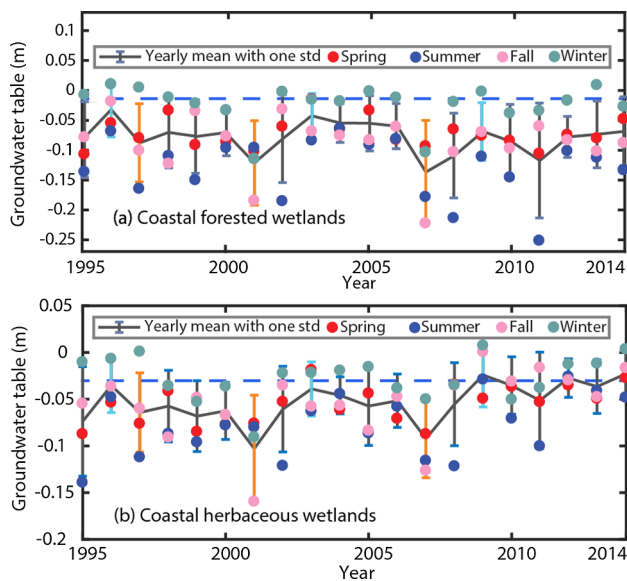 0.1
0.05
0
-0.05
-0.1
-0.15
-0.2
-0.25
Groundwater table (m)
Yearly mean with one std Spring Summer Fall Winter
(a) Coastal forested wetlands
1995 2000 2005 2010 2014
Year
0.05
0
-0.05
-0.1
-0.15
-0.2
Groundwater table (m)
Yearly mean with one std Spring Summer Fall Winter
(b) Coastal herbaceous wetlands
1995 2000 2005 2010 2014
Year